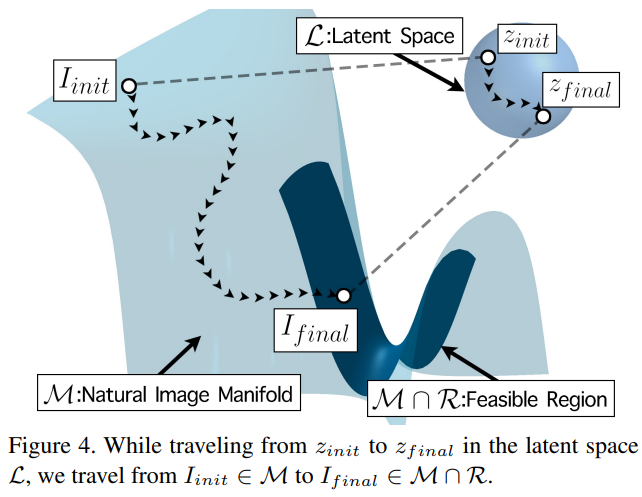 ℒ:Latent Space
z_init
I_init
z_final
I_final
ℳ:Natural Image Manifold
ℳ ∩ ℛ:Feasible Region
Figure 4. While traveling from z_init to z_final in the latent space
ℒ, we travel from I_init ∈ ℳ to I_final ∈ ℳ ∩ ℛ.